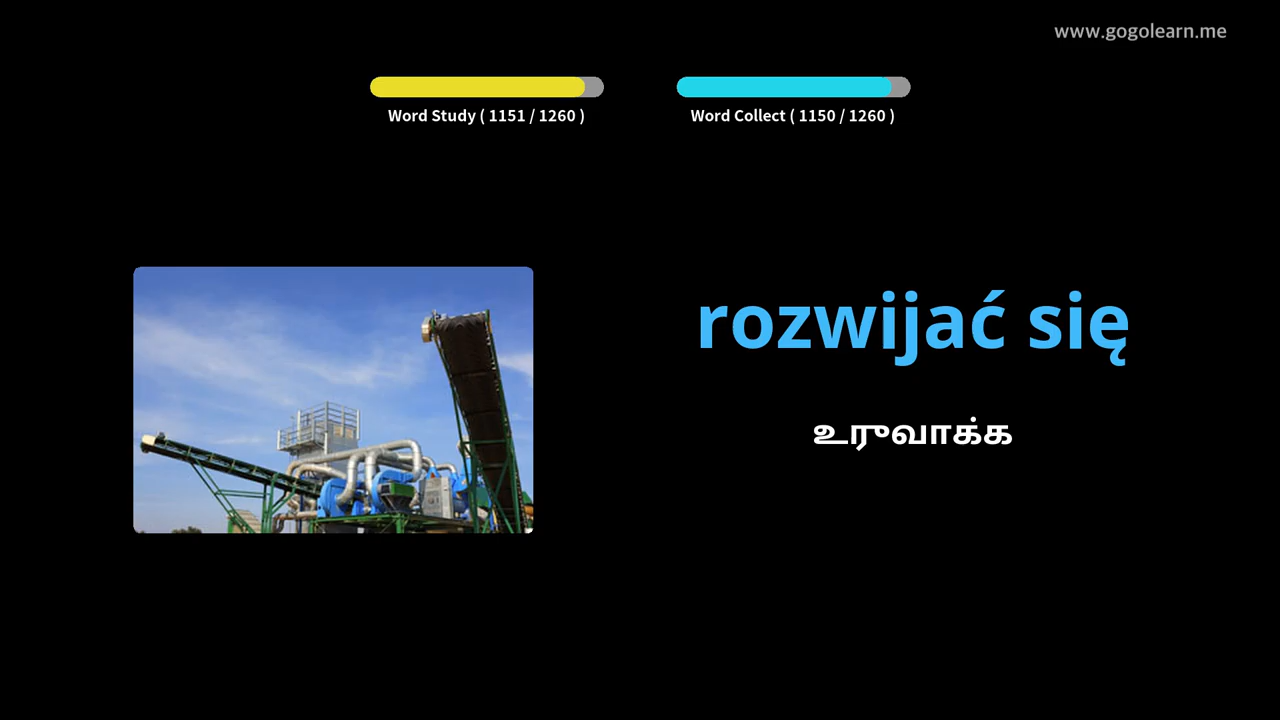 www.gogolearn.me
Word Study ( 1151 / 1260 )
Word Collect ( 1150 / 1260 )
rozwijać się
உருவாக்க